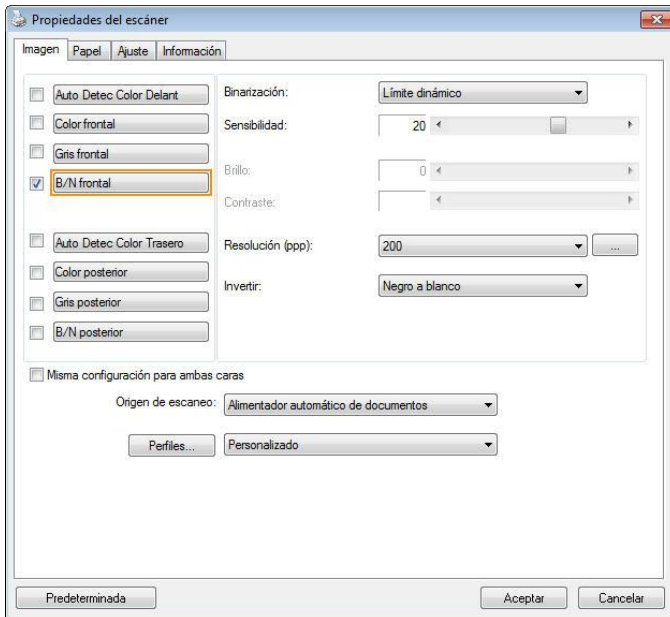 Propiedades del escáner
Imagen Papel Ajuste Información
Auto Detec Color Delant
Color frontal
Gris frontal
B/N frontal
Auto Detec Color Trasero
Color posterior
Gris posterior
B/N posterior
Binarización: Límite dinámico
Sensibilidad: 20
Brillo: 0
Contraste:
Resolución (ppp): 200 ...
Invertir: Negro a blanco
Misma configuración para ambas caras
Origen de escaneo: Alimentador automático de documentos
Perfiles... Personalizado
Predeterminada Aceptar Cancelar